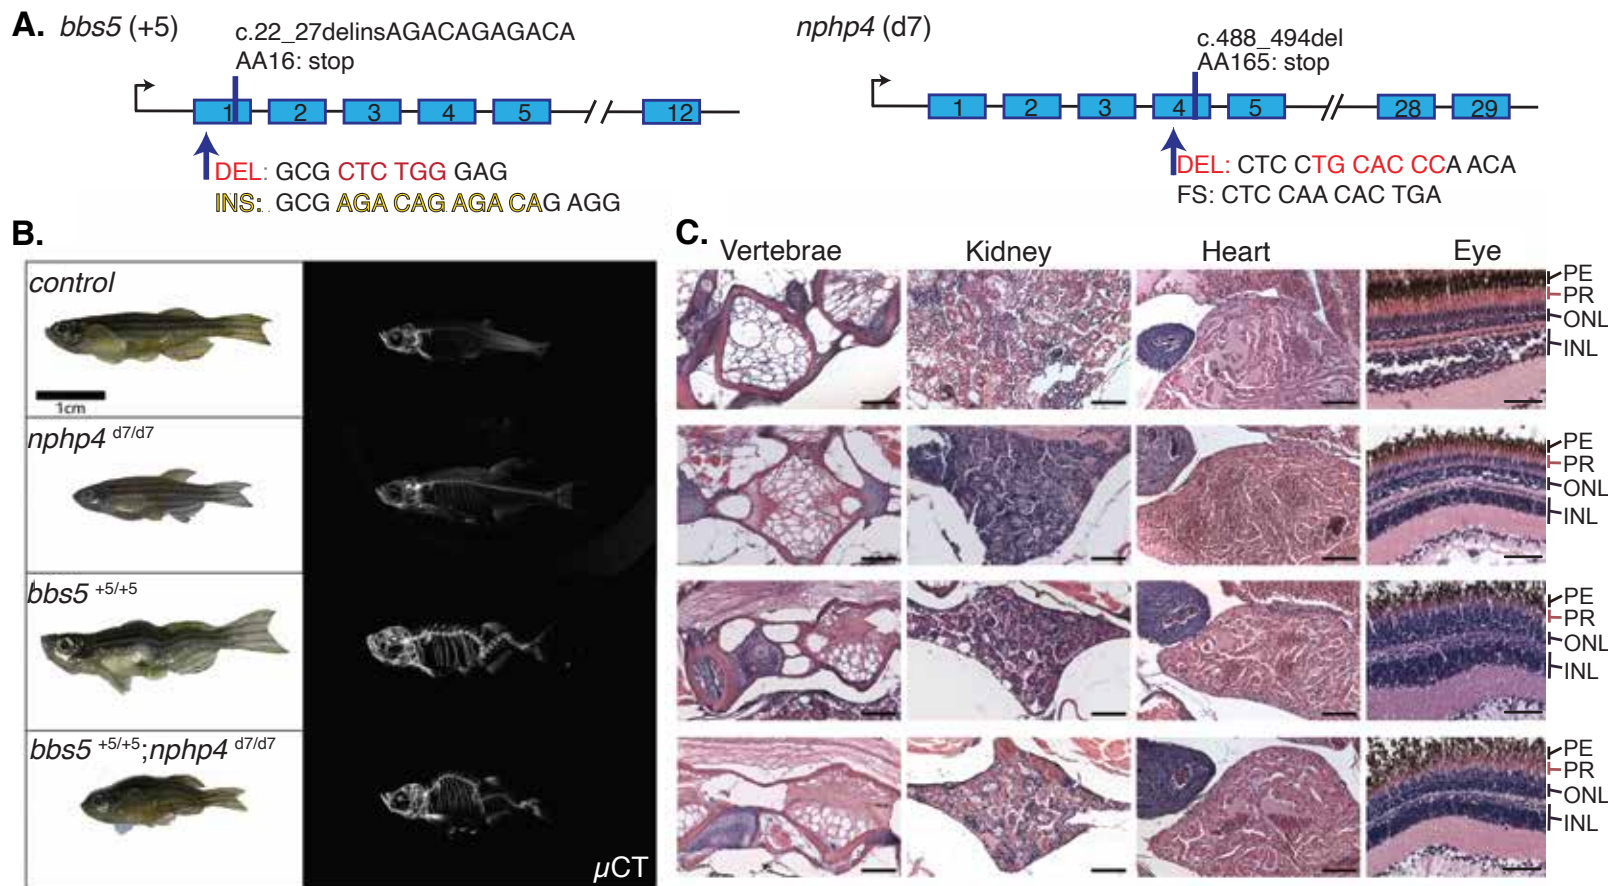 A. bbs5 (+5)
c.22_27delinsAGACAGAGACA
AA16: stop
1 2 3 4 5 12
DEL: GCG CTC TGG GAG
INS: GCG AGA CAG AGA CAG AGG
nphp4 (d7)
c.488_494del
AA165: stop
1 2 3 4 5 28 29
DEL: CTC CTG CAC CCA ACA
FS: CTC CAA CAC TGA
B.
control
1cm
nphp4 d7/d7
bbs5 +5/+5
bbs5 +5/+5;nphp4 d7/d7
µCT
C.
Vertebrae Kidney Heart Eye
PE
PR
ONL
INL
PE
PR
ONL
INL
PE
PR
ONL
INL
PE
PR
ONL
INL